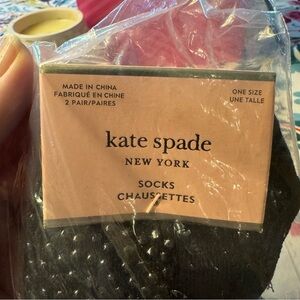 MADE IN CHINA
FABRIQUÉ EN CHINE
2 PAIR/PAIRES
ONE SIZE
UNE TAILLE
kate spade
NEW YORK
SOCKS
CHAUSSETTES